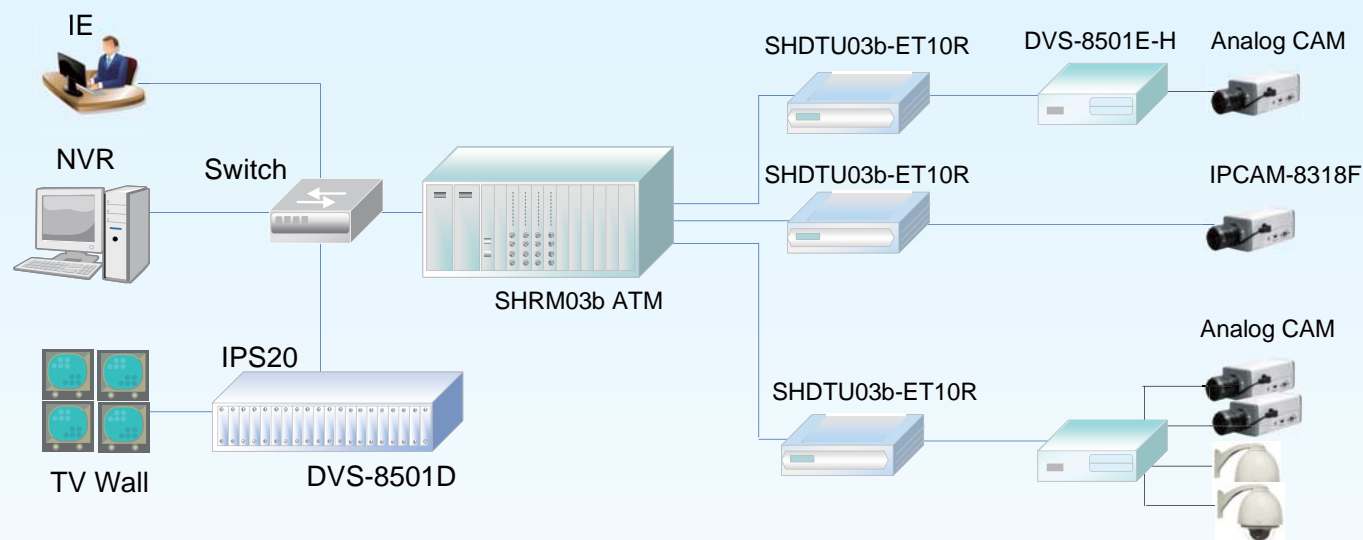 IE
SHDTU03b-ET10R
DVS-8501E-H
Analog CAM
NVR
Switch
SHDTU03b-ET10R
IPCAM-8318F
SHRM03b ATM
Analog CAM
IPS20
SHDTU03b-ET10R
TV Wall
DVS-8501D